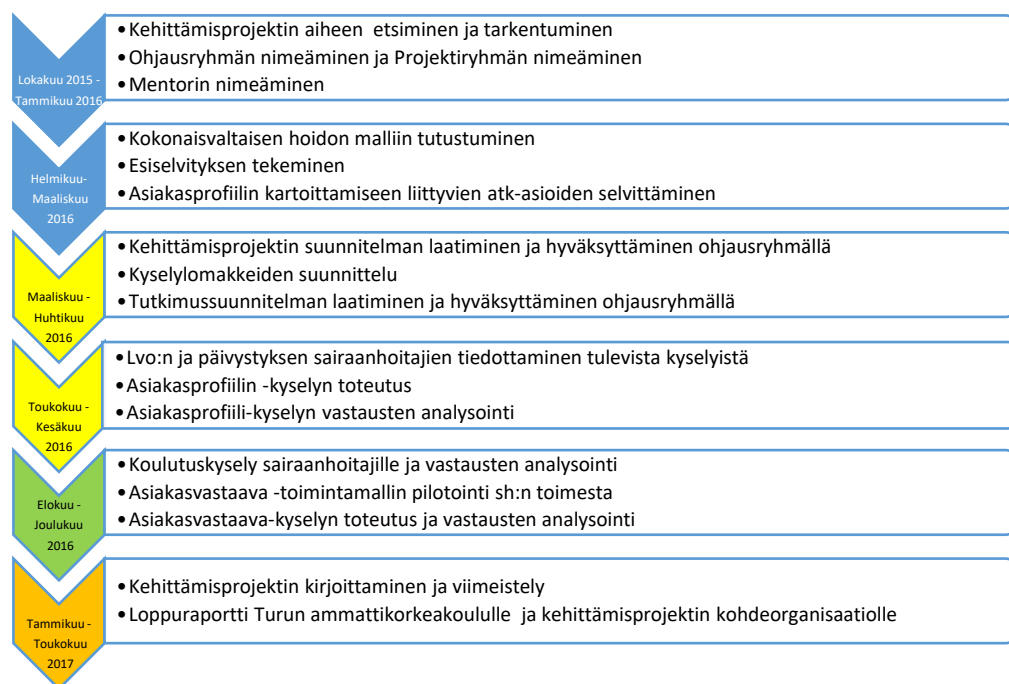 Lokakuu 2015 -
Tammikuu 2016
•Kehittämisprojektin aiheen etsiminen ja tarkentuminen
•Ohjausryhmän nimeäminen ja Projektiryhmän nimeäminen
•Mentorin nimeäminen
Helmikuu-
Maaliskuu
2016
•Kokonaisvaltaisen hoidon malliin tutustuminen
•Esiselvityksen tekeminen
•Asiakasprofiilin kartoittamiseen liittyvien atk-asioiden selvittäminen
Maaliskuu -
Huhtikuu
2016
•Kehittämisprojektin suunnitelman laatiminen ja hyväksyttäminen ohjausryhmällä
•Kyselylomakkeiden suunnittelu
•Tutkimussuunnitelman laatiminen ja hyväksyttäminen ohjausryhmällä
Toukokuu -
Kesäkuu
2016
•Lvo:n ja päivystyksen sairaanhoitajien tiedottaminen tulevista kyselyistä
•Asiakasprofiilin -kyselyn toteutus
•Asiakasprofiili-kyselyn vastausten analysointi
Elokuu -
Joulukuu
2016
•Koulutuskysely sairaanhoitajille ja vastausten analysointi
•Asiakasvastaava -toimintamallin pilotointi sh:n toimesta
•Asiakasvastaava-kyselyn toteutus ja vastausten analysointi
Tammikuu -
Toukokuu
2017
•Kehittämisprojektin kirjoittaminen ja viimeistely
•Loppuraportti Turun ammattikorkeakoululle ja kehittämisprojektin kohdeorganisaatiolle